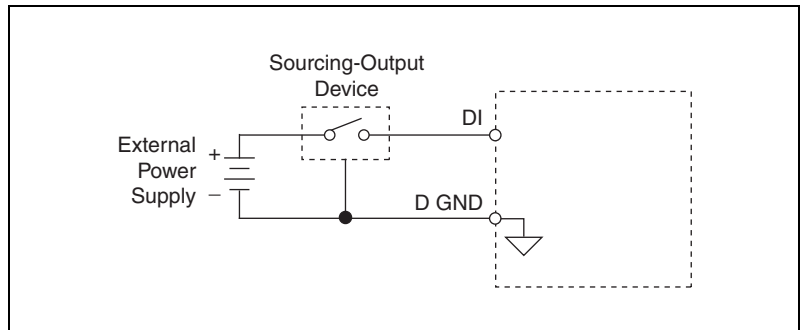 Sourcing-Output
Device
DI
External
Power
Supply
+
–
D GND